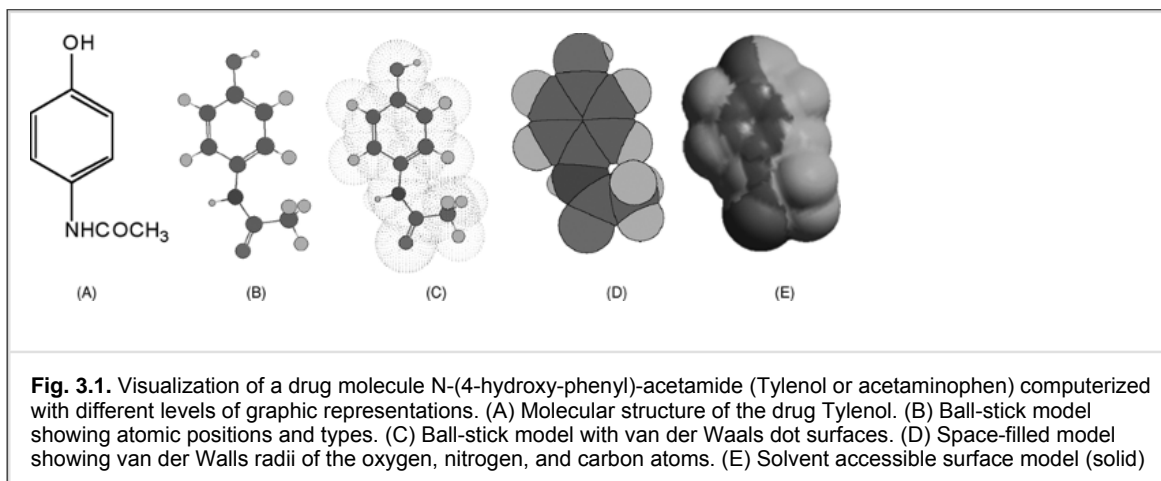 OH
NHCOCH₃
(A)
(B)
(C)
(D)
(E)
Fig. 3.1. Visualization of a drug molecule N-(4-hydroxy-phenyl)-acetamide (Tylenol or acetaminophen) computerized
with different levels of graphic representations. (A) Molecular structure of the drug Tylenol. (B) Ball-stick model
showing atomic positions and types. (C) Ball-stick model with van der Waals dot surfaces. (D) Space-filled model
showing van der Walls radii of the oxygen, nitrogen, and carbon atoms. (E) Solvent accessible surface model (solid)